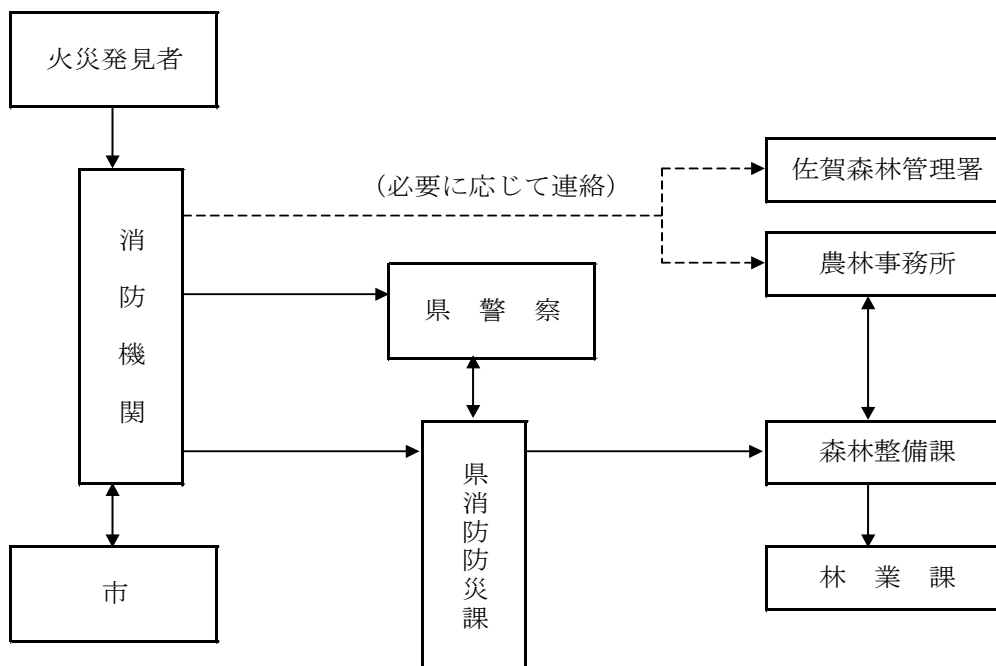 火災発見者
佐賀森林管理署
(必要に応じて連絡)
消防機関
農林事務所
県　警　察
森林整備課
県消防防災課
市
林　業　課